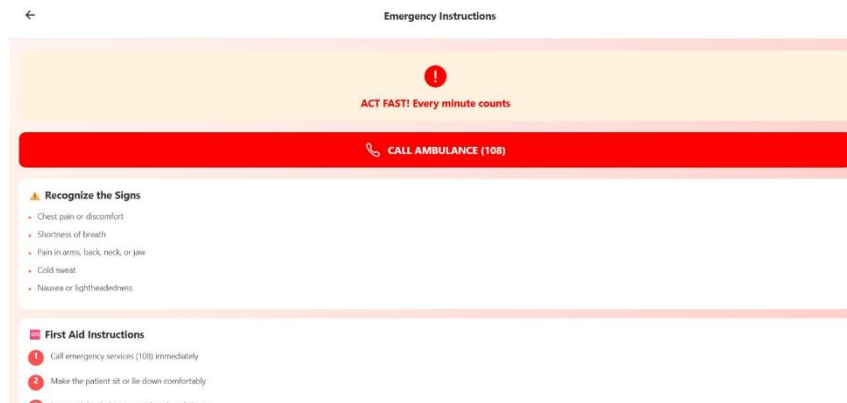 Emergency Instructions
ACT FAST! Every minute counts
CALL AMBULANCE (108)
Recognize the Signs
Chest pain or discomfort
Shortness of breath
Pain in arms, back, neck, or jaw
Cold sweat
Nausea or lightheadedness
First Aid Instructions
1 Call emergency services (108) immediately
2 Make the patient sit or lie down comfortably